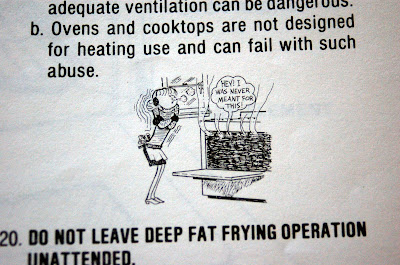 adequate ventilation can be dangerous.
b. Ovens and cooktops are not designed
for heating use and can fail with such
abuse.
HEY! I
WAS NEVER
MEANT FOR
THIS!
20. DO NOT LEAVE DEEP FAT FRYING OPERATION
UNATTENDED.